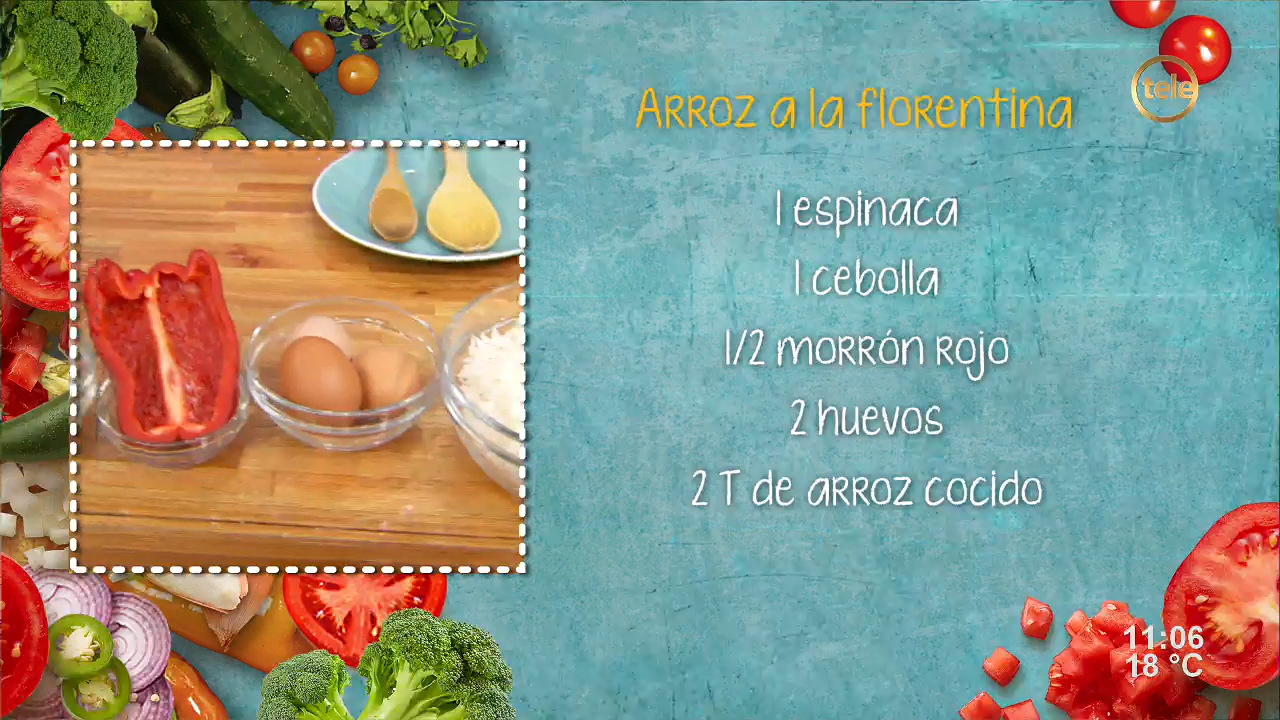 Arroz a la florentina
tele
1 espinaca
1 cebolla
1/2 morrón rojo
2 huevos
2 T de arroz cocido
11:06
18 °C